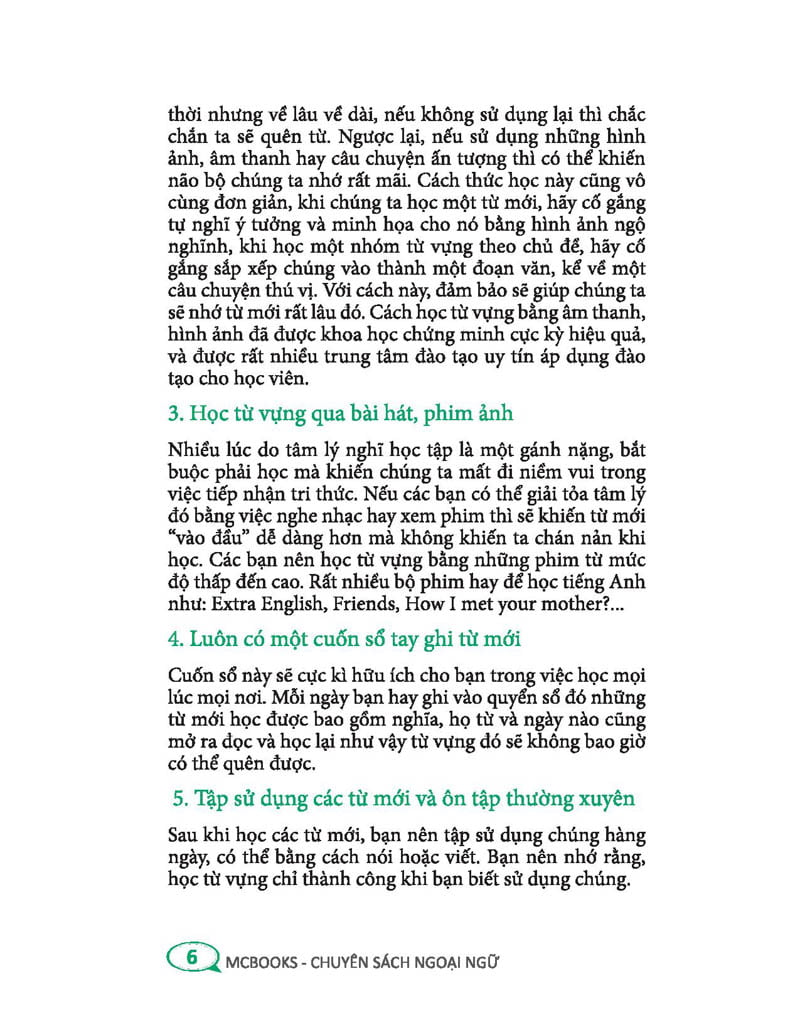 thời nhưng về lâu về dài, nếu không sử dụng lại thì chắc
chắn ta sẽ quên từ. Ngược lại, nếu sử dụng những hình
ảnh, âm thanh hay câu chuyện ấn tượng thì có thể khiến
não bộ chúng ta nhớ rất mãi. Cách thức học này cũng vô
cùng đơn giản, khi chúng ta học một từ mới, hãy cố gắng
tự nghĩ ý tưởng và minh họa cho nó bằng hình ảnh ngộ
nghĩnh, khi học một nhóm từ vựng theo chủ đề, hãy cố
gắng sắp xếp chúng vào thành một đoạn văn, kể về một
câu chuyện thú vị. Với cách này, đảm bảo sẽ giúp chúng ta
sẽ nhớ từ mới rất lâu đó. Cách học từ vựng bằng âm thanh,
hình ảnh đã được khoa học chứng minh cực kỳ hiệu quả,
và được rất nhiều trung tâm đào tạo uy tín áp dụng đào
tạo cho học viên.
3. Học từ vựng qua bài hát, phim ảnh
Nhiều lúc do tâm lý nghĩ học tập là một gánh nặng, bắt
buộc phải học mà khiến chúng ta mất đi niềm vui trong
việc tiếp nhận tri thức. Nếu các bạn có thể giải tỏa tâm lý
đó bằng việc nghe nhạc hay xem phim thì sẽ khiến từ mới
“vào đầu” dễ dàng hơn mà không khiến ta chán nản khi
học. Các bạn nên học từ vựng bằng những phim từ mức
độ thấp đến cao. Rất nhiều bộ phim hay để học tiếng Anh
như: Extra English, Friends, How I met your mother?...
4. Luôn có một cuốn sổ tay ghi từ mới
Cuốn sổ này sẽ cực kì hữu ích cho bạn trong việc học mọi
lúc mọi nơi. Mỗi ngày bạn hay ghi vào quyển sổ đó những
từ mới học được bao gồm nghĩa, họ từ và ngày nào cũng
mở ra đọc và học lại như vậy từ vựng đó sẽ không bao giờ
có thể quên được.
5. Tập sử dụng các từ mới và ôn tập thường xuyên
Sau khi học các từ mới, bạn nên tập sử dụng chúng hàng
ngày, có thể bằng cách nói hoặc viết. Bạn nên nhớ rằng,
học từ vựng chỉ thành công khi bạn biết sử dụng chúng.
6 MCBOOKS - CHUYÊN SÁCH NGOẠI NGỮ